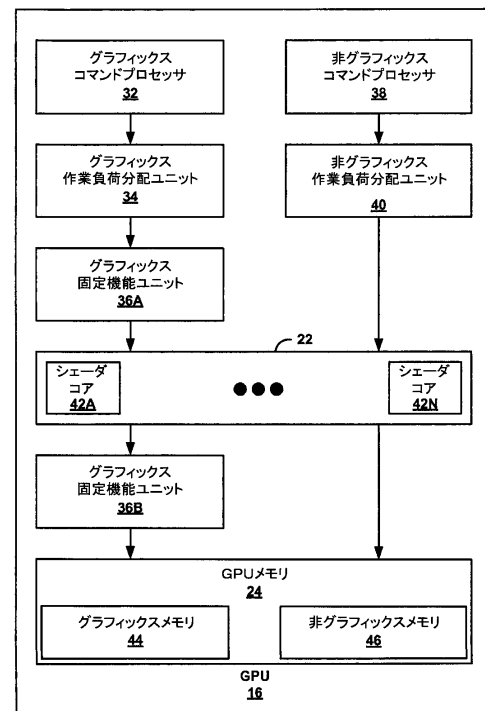 グラフィックス
コマンドプロセッサ
32
非グラフィックス
コマンドプロセッサ
38
グラフィックス
作業負荷分配ユニット
34
非グラフィックス
作業負荷分配ユニット
40
グラフィックス
固定機能ユニット
36A
22
シェーダ
コア
42A
シェーダ
コア
42N
グラフィックス
固定機能ユニット
36B
GPUメモリ
24
グラフィックスメモリ
44
非グラフィックスメモリ
46
GPU
16